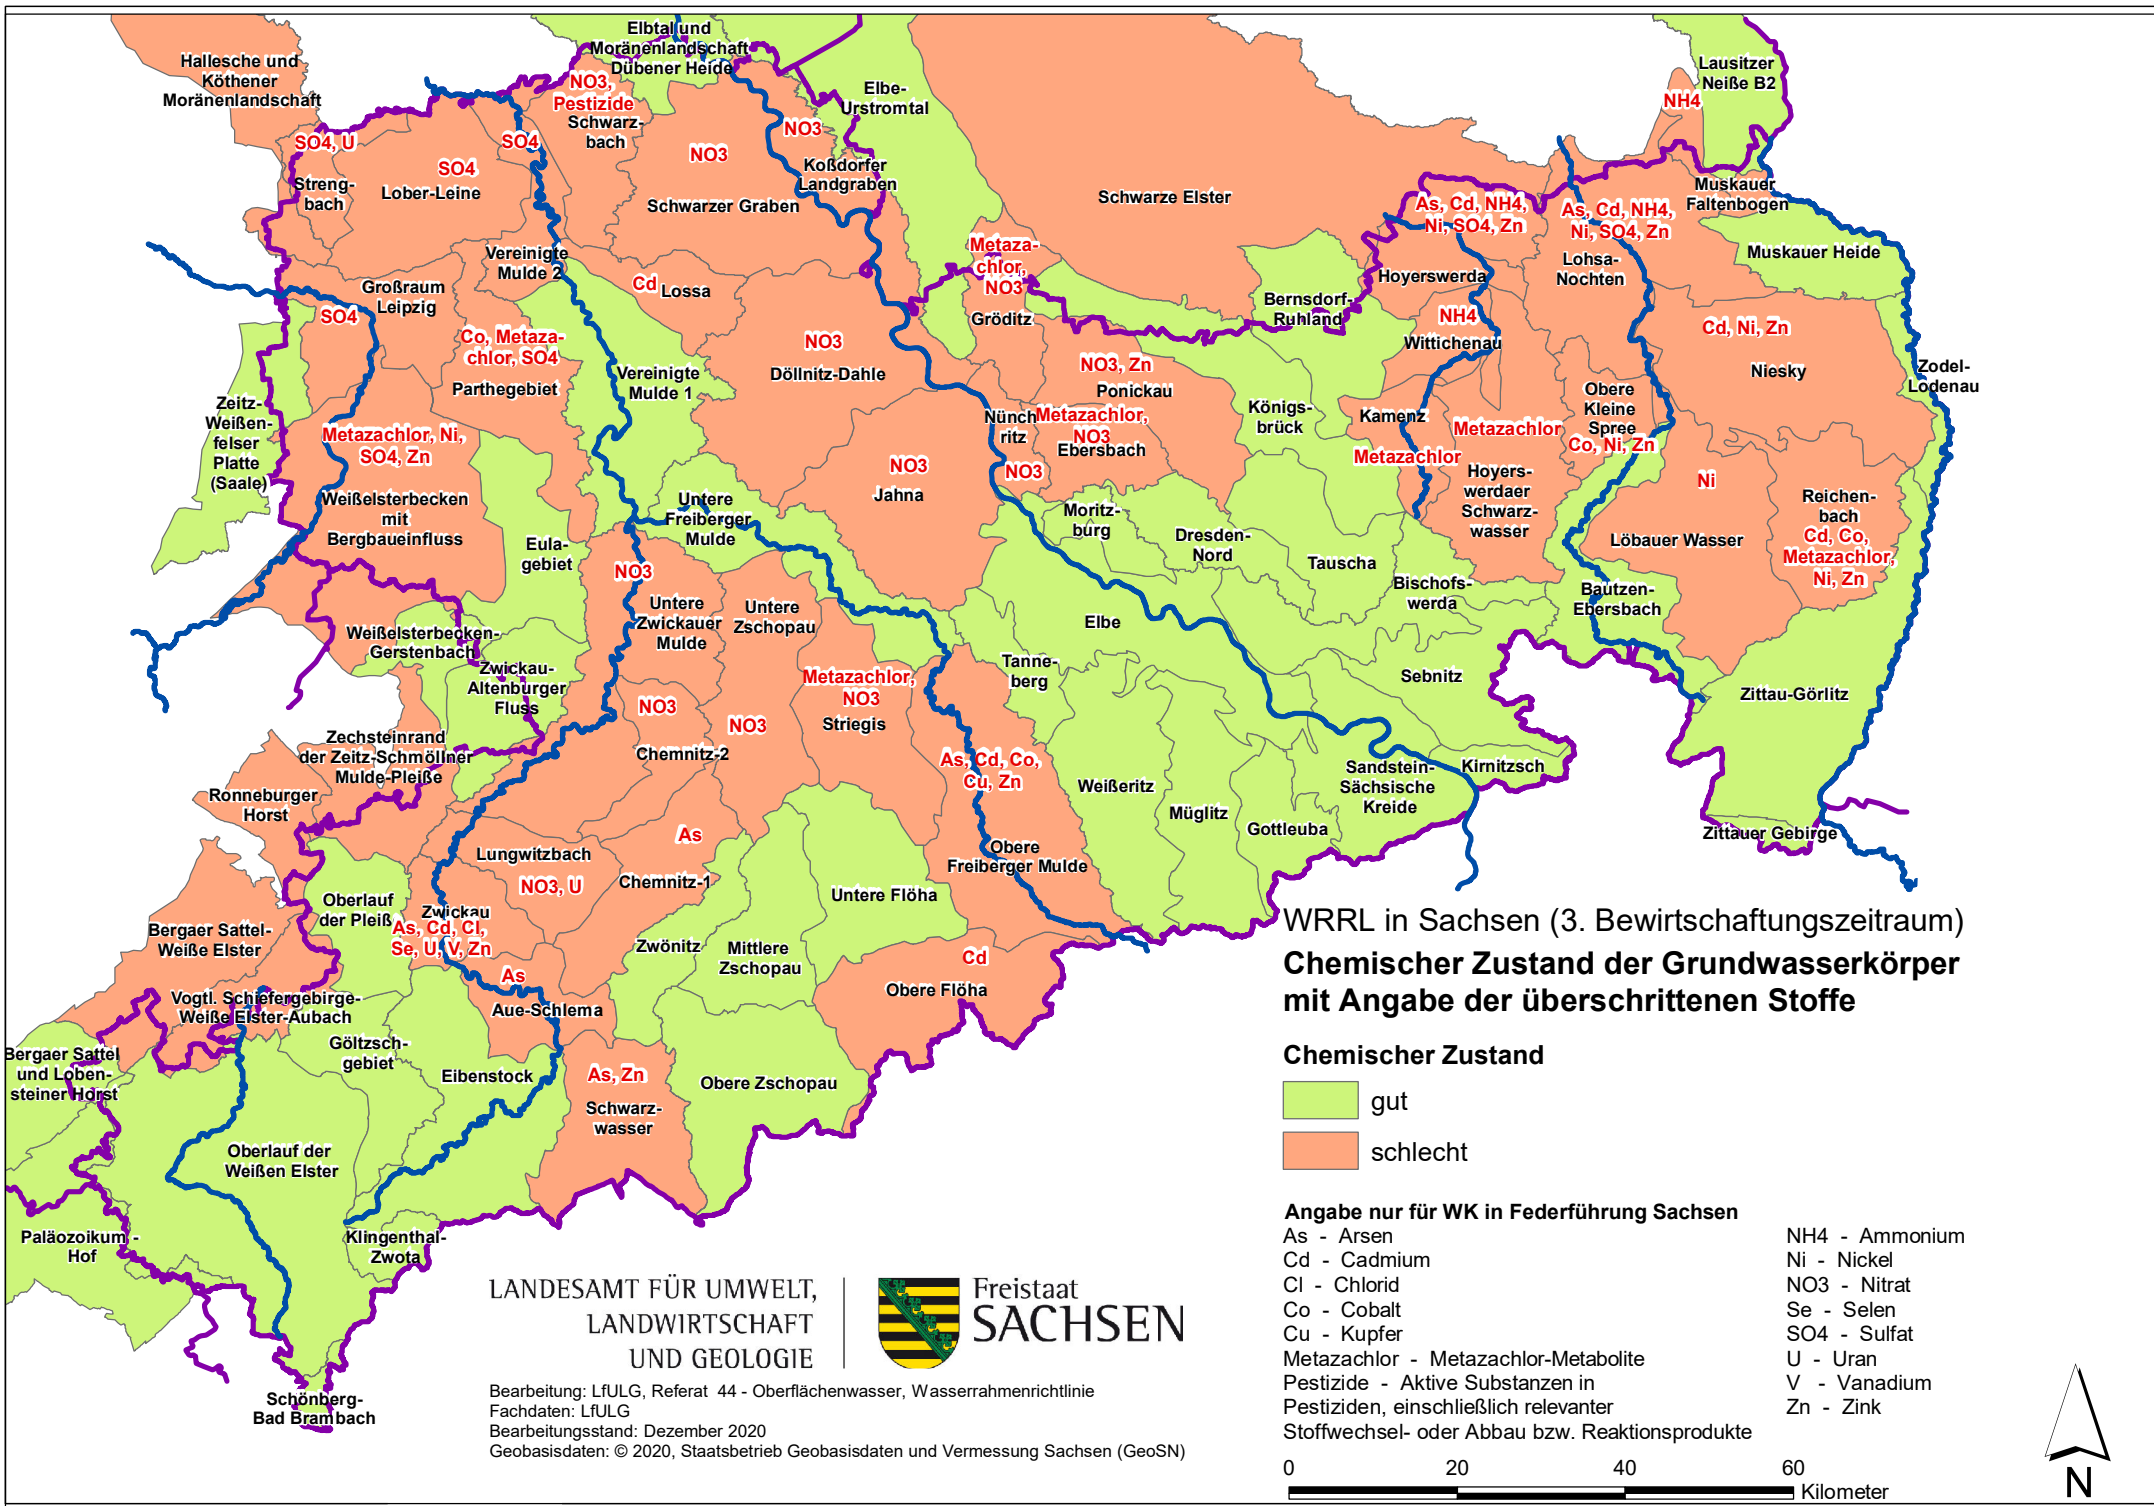 Elbtal und
Moränenlandschaft
Dübener Heide
Hallesche und
Köthener
Moränenlandschaft
NO3,
Pestizide
Schwarz-
bach
Elbe-
Urstromtal
Lausitzer
Neiße B2
NH4
SO4, U
Streng-
bach
SO4
Lober-Leine
SO4
NO3
Schwarzer Graben
NO3
Koßdorfer
Landgraben
Schwarze Elster
As, Cd, NH4,
Ni, SO4, Zn
Hoyerswerda
As, Cd, NH4,
Ni, SO4, Zn
Lohsa-
Nochten
Muskauer
Faltenbogen
Muskauer Heide
Vereinigte
Mulde 2
Großraum
Leipzig
SO4
Cd
Lossa
Metaza-
chlor,
NO3
Gröditz
Bernsdorf-
Ruhland
NH4
Wittichenau
Cd, Ni, Zn
Niesky
Zodel-
Lodenau
Co, Metaza-
chlor, SO4
Parthegebiet
Vereinigte
Mulde 1
NO3
Döllnitz-Dahle
NO3, Zn
Ponickau
Zeitz-
Weißen-
felser
Platte
(Saale)
Metazachlor, Ni,
SO4, Zn
Weißelsterbecken
mit
Bergbaueinfluss
Nünch
ritz
NO3
Metazachlor,
NO3
Ebersbach
Königs-
brück
Kamenz
Metazachlor
Metazachlor
Hoyers-
werdaer
Schwarz-
wasser
Obere
Kleine
Spree
Co, Ni, Zn
Ni
Löbauer Wasser
Reichen-
bach
Cd, Co,
Metazachlor,
Ni, Zn
NO3
Jahna
Untere
Freiberger
Mulde
Eula-
gebiet
Moritz-
burg
Dresden-
Nord
Tauscha
Bischofs-
werda
Bautzen-
Ebersbach
NO3
Untere
Zwickauer
Mulde
Untere
Zschopau
Elbe
Weißelsterbecken-
Gerstenbach
Zwickau-
Altenburger
Fluss
Tanne-
berg
Sebnitz
Zittau-Görlitz
Metazachlor,
NO3
Striegis
NO3
Chemnitz-2
NO3
Zechsteinrand
der Zeitz-Schmöllner
Mulde-Pleiße
Ronneburger
Horst
As, Cd, Co,
Cu, Zn
Obere
Freiberger Mulde
Weißeritz
Müglitz
Gottleuba
Sandstein-
Sächsische
Kreide
Kirnitzsch
Zittauer Gebirge
As
Chemnitz-1
Lungwitzbach
NO3, U
Untere Flöha
Oberlauf
der Pleiß
Zwickau
As, Cd, Cl,
Se, U, V, Zn
Bergaer Sattel-
Weiße Elster
Zwönitz
Mittlere
Zschopau
Cd
Obere Flöha
As
Aue-Schlema
Vogtl. Schiefergebirge-
Weiße Elster-Aubach
Göltzsch-
gebiet
Bergaer Sattel
und Loben-
steiner Horst
Eibenstock
As, Zn
Schwarz-
wasser
Obere Zschopau
Oberlauf der
Weißen Elster
Paläozoikum -
Hof
Klingenthal-
Zwota
Schönberg-
Bad Brambach
WRRL in Sachsen (3. Bewirtschaftungszeitraum)
Chemischer Zustand der Grundwasserkörper
mit Angabe der überschrittenen Stoffe
Chemischer Zustand
gut
schlecht
Angabe nur für WK in Federführung Sachsen
As - Arsen
Cd - Cadmium
Cl - Chlorid
Co - Cobalt
Cu - Kupfer
Metazachlor - Metazachlor-Metabolite
Pestizide - Aktive Substanzen in
Pestiziden, einschließlich relevanter
Stoffwechsel- oder Abbau bzw. Reaktionsprodukte
NH4 - Ammonium
Ni - Nickel
NO3 - Nitrat
Se - Selen
SO4 - Sulfat
U - Uran
V - Vanadium
Zn - Zink
0 20 40 60
Kilometer
N
LANDESAMT FÜR UMWELT,
LANDWIRTSCHAFT
UND GEOLOGIE
Freistaat
SACHSEN
Bearbeitung: LfULG, Referat 44 - Oberflächenwasser, Wasserrahmenrichtlinie
Fachdaten: LfULG
Bearbeitungsstand: Dezember 2020
Geobasisdaten: © 2020, Staatsbetrieb Geobasisdaten und Vermessung Sachsen (GeoSN)